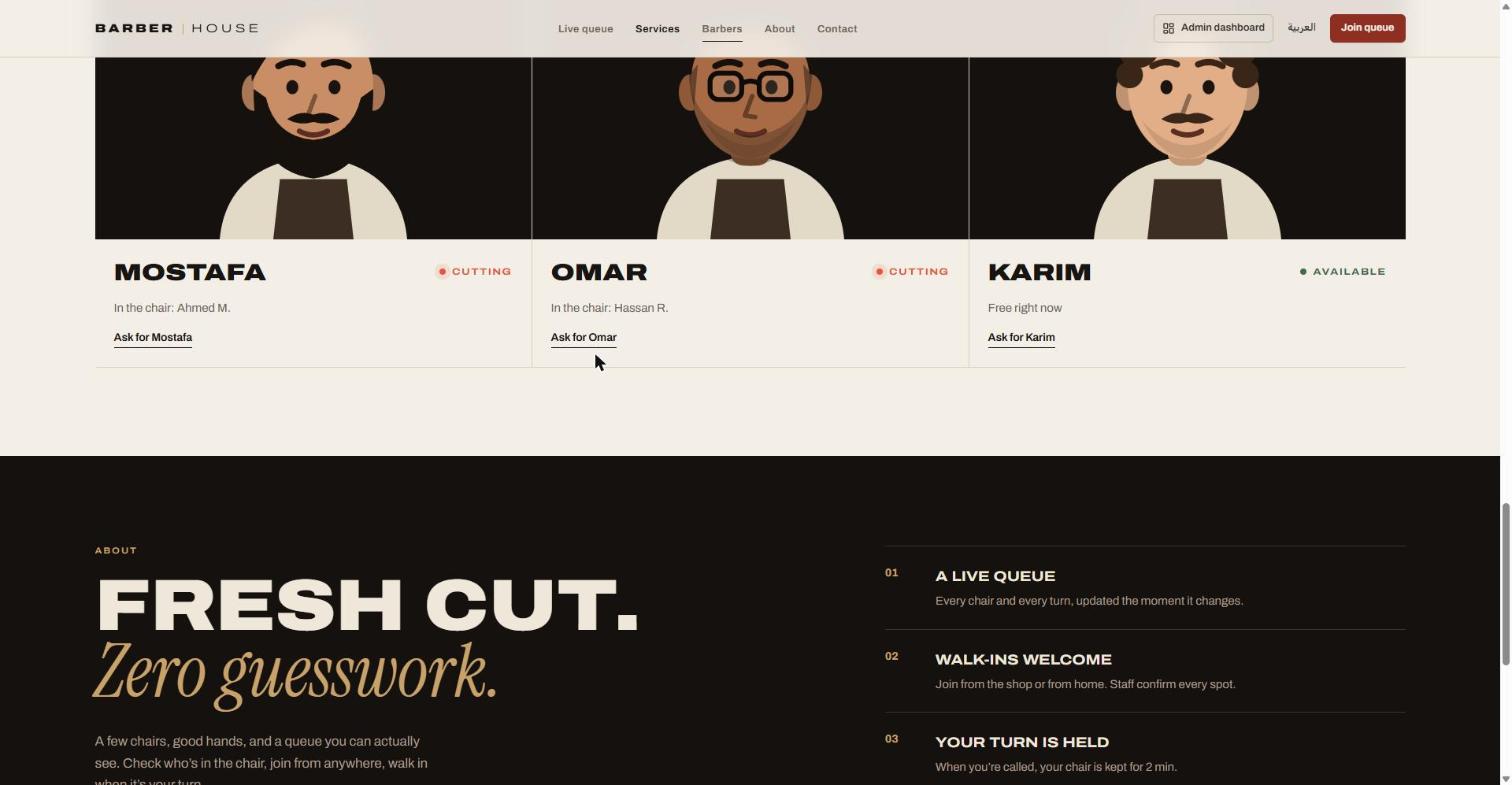 BARBER | HOUSE
Live queue
Services
Barbers
About
Contact
Admin dashboard
العربية
Join queue
MOSTAFA
CUTTING
In the chair: Ahmed M.
Ask for Mostafa
OMAR
CUTTING
In the chair: Hassan R.
Ask for Omar
KARIM
AVAILABLE
Free right now
Ask for Karim
ABOUT
FRESH CUT.
Zero guesswork.
A few chairs, good hands, and a queue you can actually
see. Check who's in the chair, join from anywhere, walk in
when it's your turn.
01
A LIVE QUEUE
Every chair and every turn, updated the moment it changes.
02
WALK-INS WELCOME
Join from the shop or from home. Staff confirm every spot.
03
YOUR TURN IS HELD
When you're called, your chair is kept for 2 min.